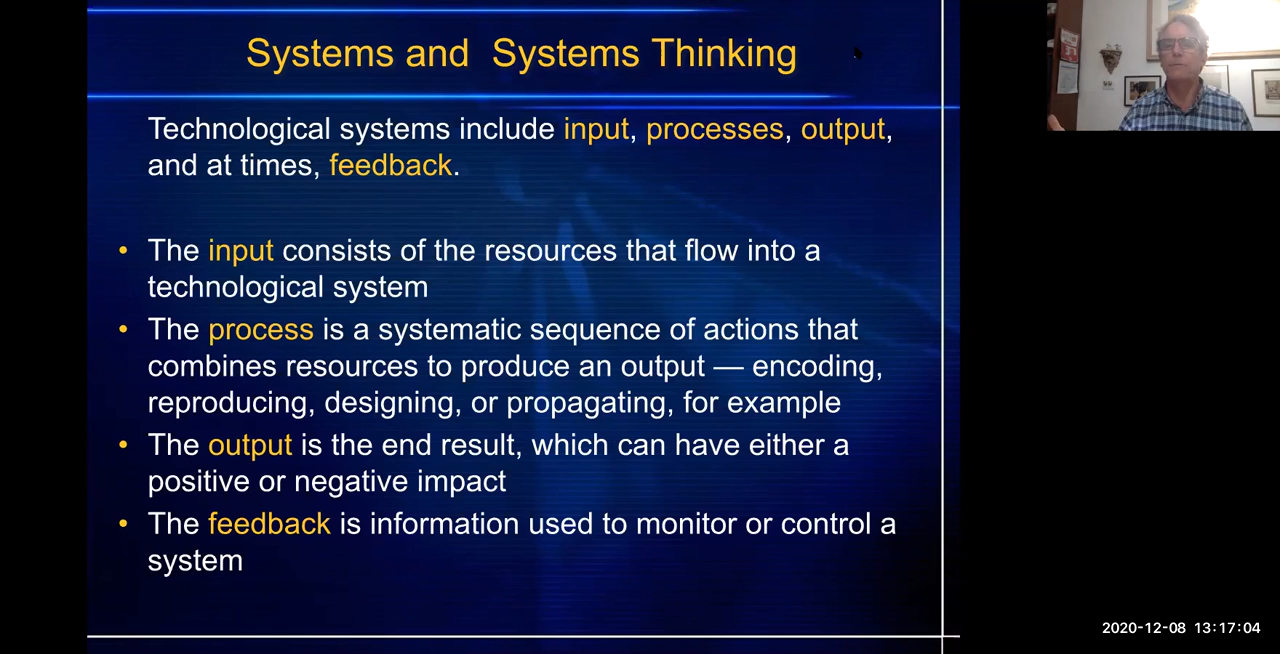 Systems and Systems Thinking
Technological systems include input, processes, output,
and at times, feedback.
• The input consists of the resources that flow into a
technological system
• The process is a systematic sequence of actions that
combines resources to produce an output — encoding,
reproducing, designing, or propagating, for example
• The output is the end result, which can have either a
positive or negative impact
• The feedback is information used to monitor or control a
system
2020-12-08 13:17:04